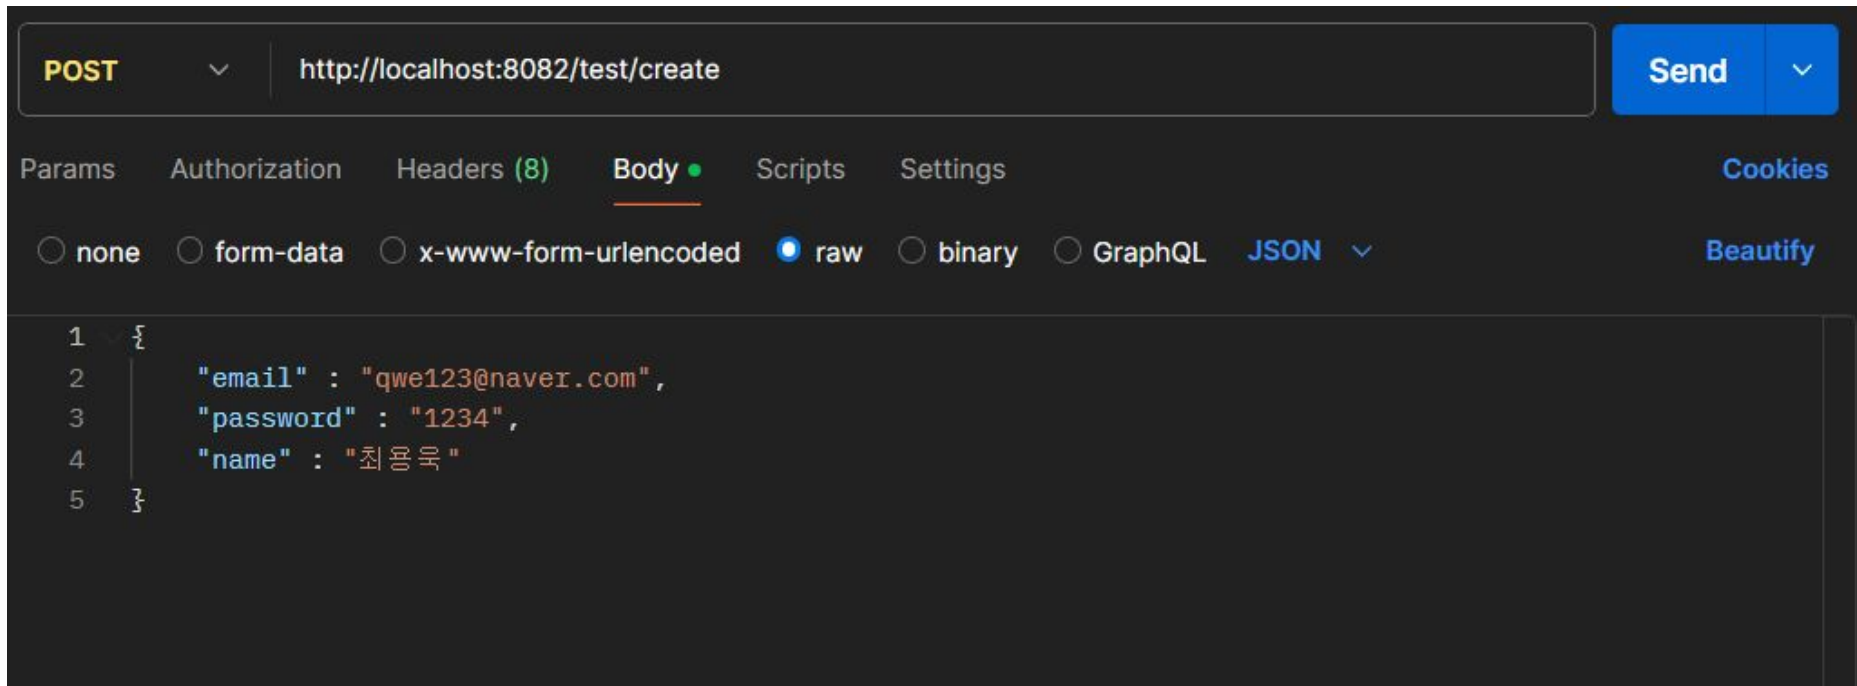 POST http://localhost:8082/test/create Send
Params Authorization Headers (8) Body Scripts Settings Cookies
none form-data x-www-form-urlencoded raw binary GraphQL JSON Beautify
1 {
2 "email" : "qwe123@naver.com",
3 "password" : "1234",
4 "name" : "최용욱"
5 }